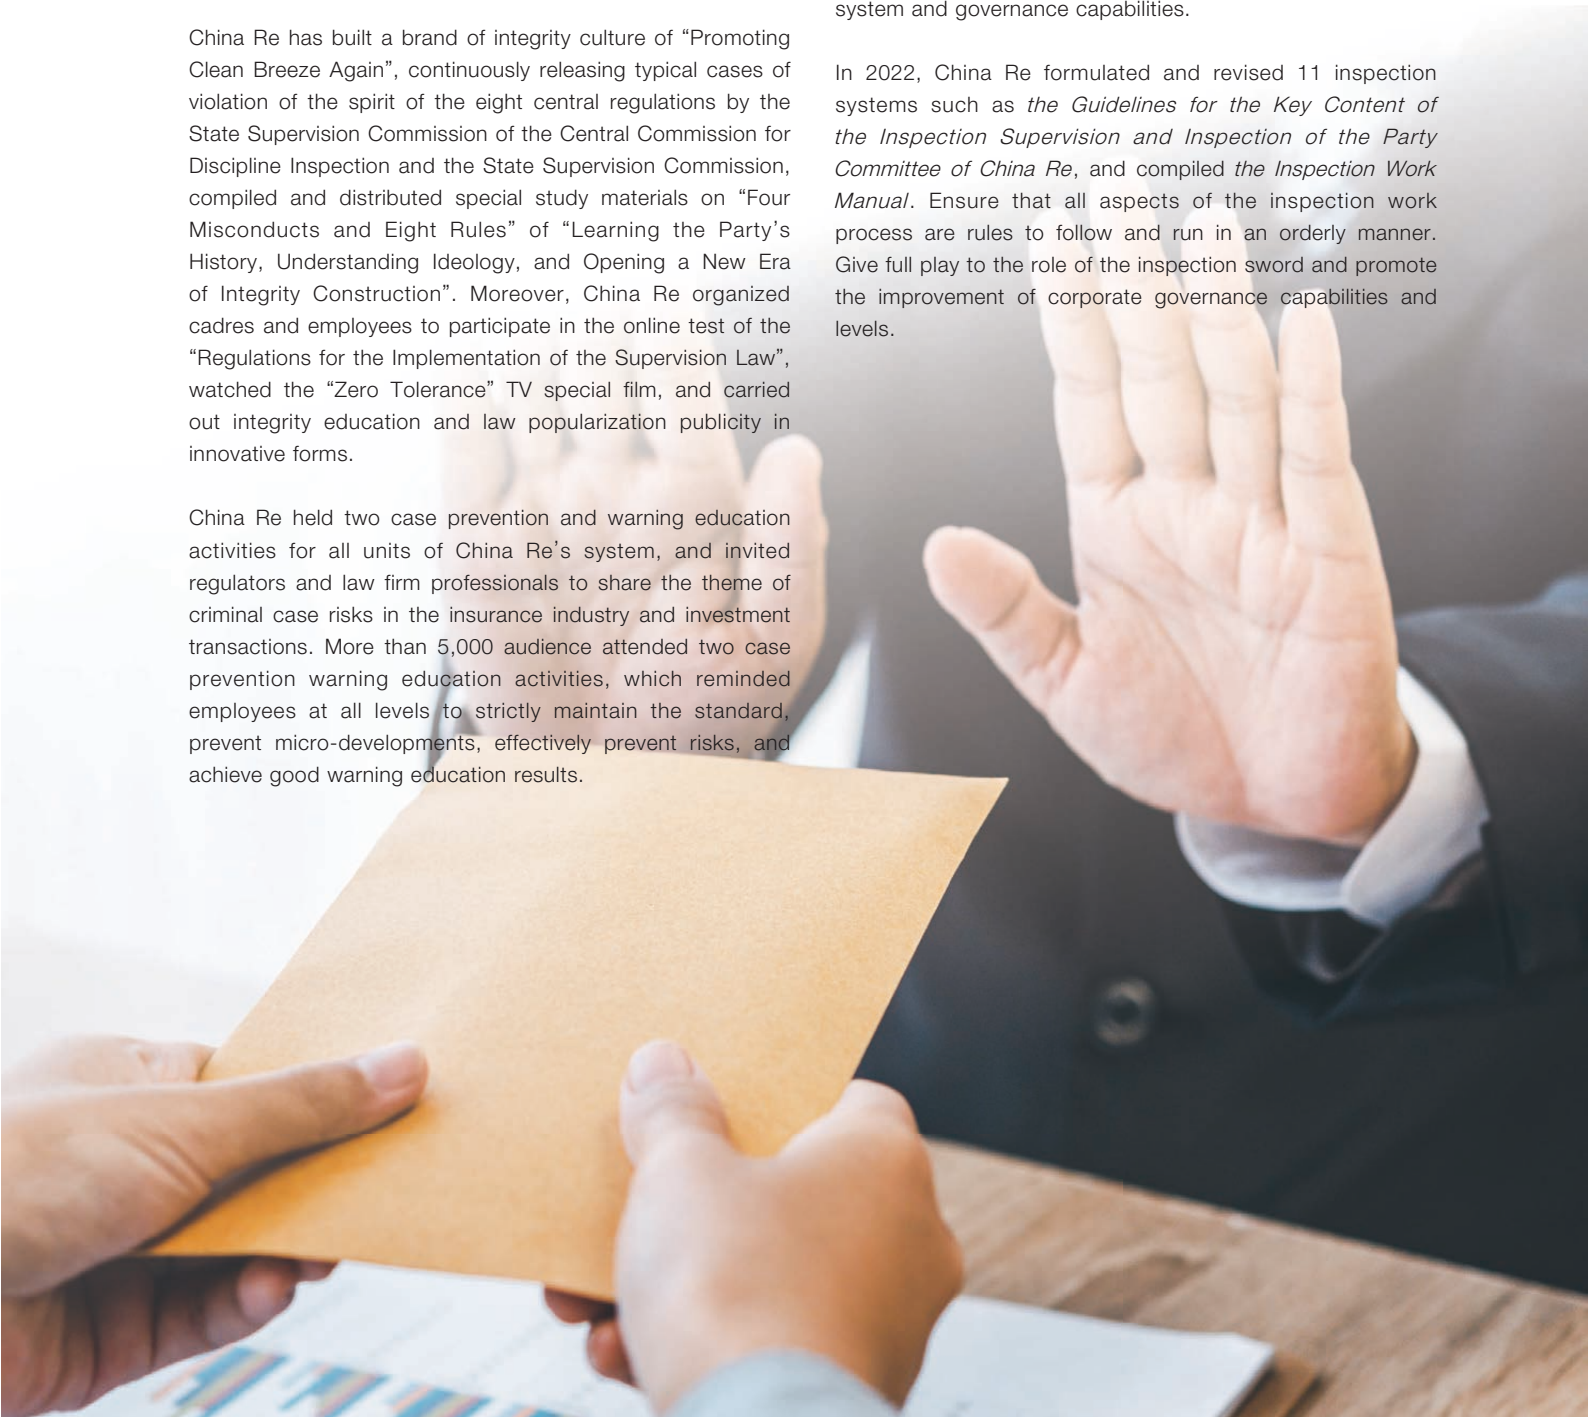 China Re has built a brand of integrity culture of “Promoting
Clean Breeze Again”, continuously releasing typical cases of
violation of the spirit of the eight central regulations by the
State Supervision Commission of the Central Commission for
Discipline Inspection and the State Supervision Commission,
compiled and distributed special study materials on “Four
Misconducts and Eight Rules” of “Learning the Party’s
History, Understanding Ideology, and Opening a New Era
of Integrity Construction”. Moreover, China Re organized
cadres and employees to participate in the online test of the
“Regulations for the Implementation of the Supervision Law”,
watched the “Zero Tolerance” TV special film, and carried
out integrity education and law popularization publicity in
innovative forms.
China Re held two case prevention and warning education
activities for all units of China Re’s system, and invited
regulators and law firm professionals to share the theme of
criminal case risks in the insurance industry and investment
transactions. More than 5,000 audience attended two case
prevention warning education activities, which reminded
employees at all levels to strictly maintain the standard,
prevent micro-developments, effectively prevent risks, and
achieve good warning education results.
system and governance capabilities.
In 2022, China Re formulated and revised 11 inspection
systems such as the Guidelines for the Key Content of
the Inspection Supervision and Inspection of the Party
Committee of China Re, and compiled the Inspection Work
Manual. Ensure that all aspects of the inspection work
process are rules to follow and run in an orderly manner.
Give full play to the role of the inspection sword and promote
the improvement of corporate governance capabilities and
levels.